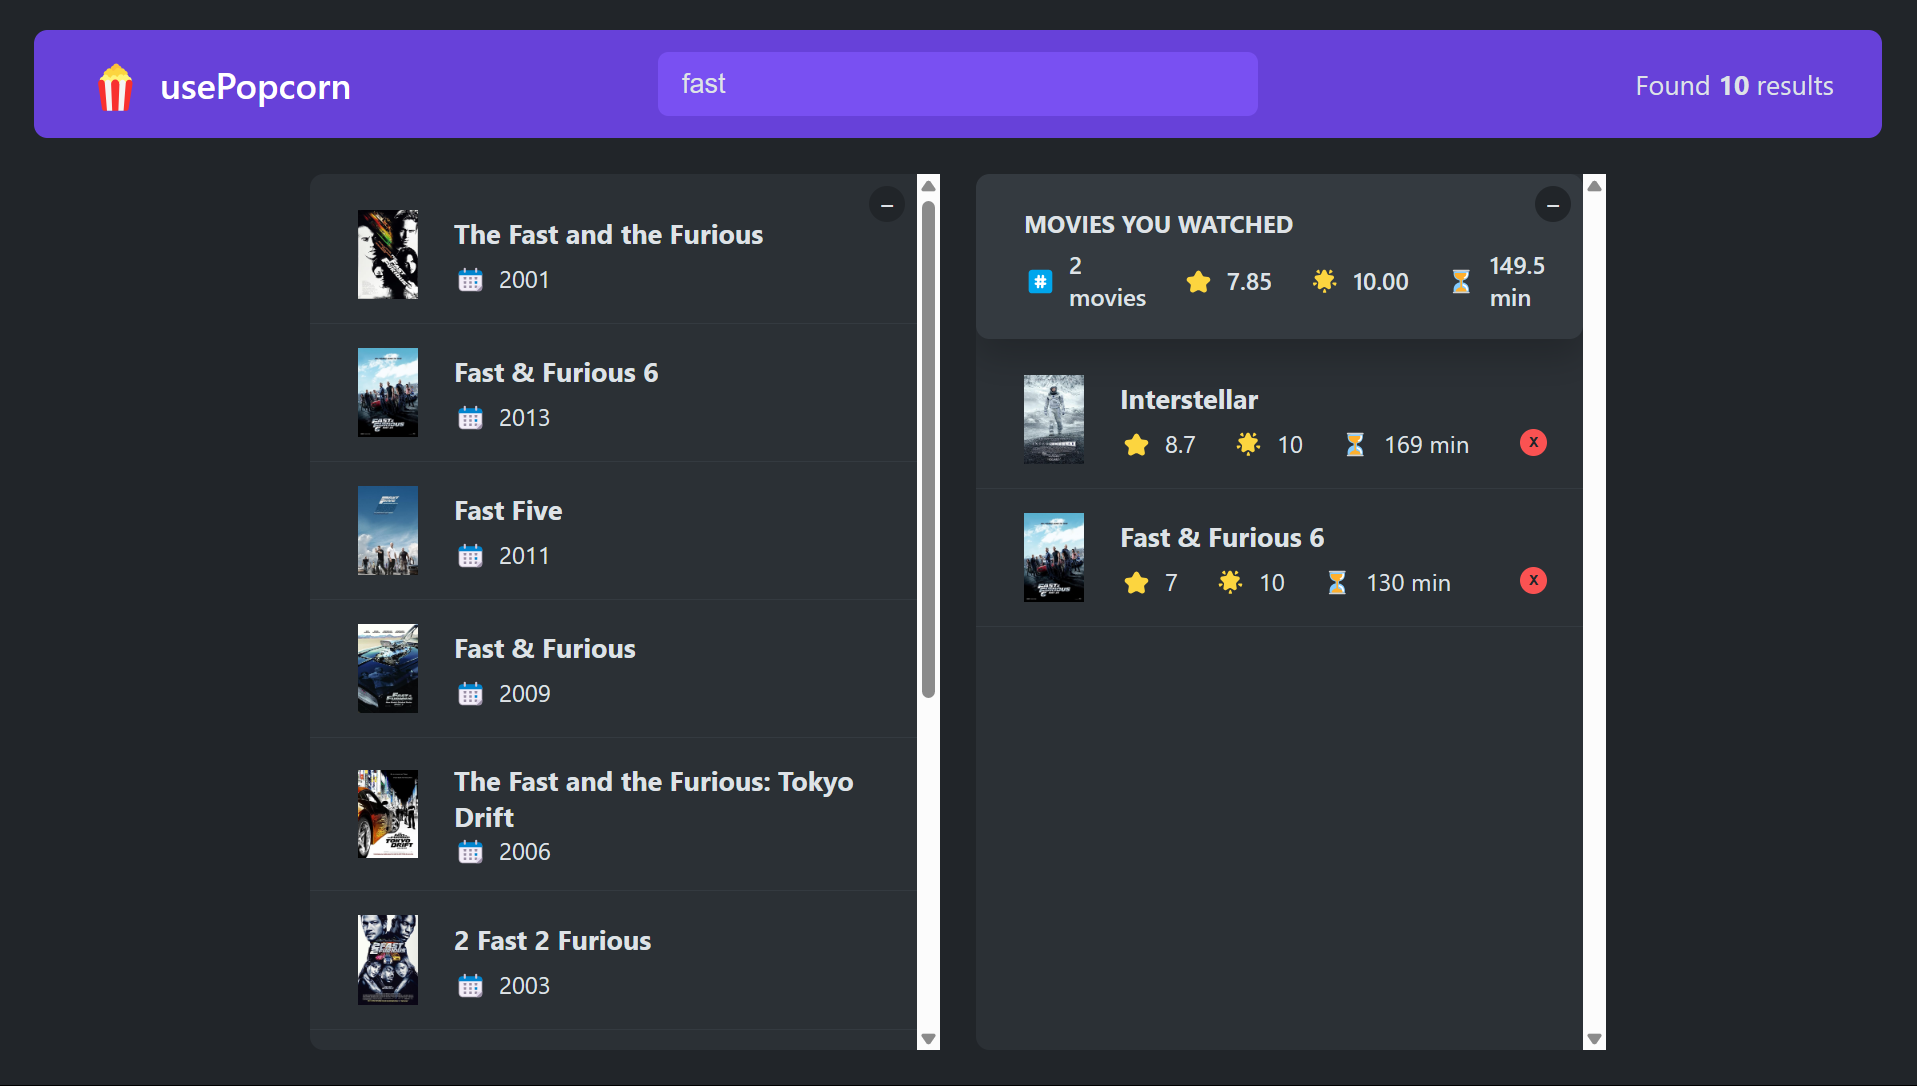 usePopcorn
fast
Found 10 results
The Fast and the Furious
2001
Fast & Furious 6
2013
Fast Five
2011
Fast & Furious
2009
The Fast and the Furious: Tokyo
Drift
2006
2 Fast 2 Furious
2003
MOVIES YOU WATCHED
2
movies
7.85
10.00
149.5
min
Interstellar
8.7
10
169 min
X
Fast & Furious 6
7
10
130 min
X